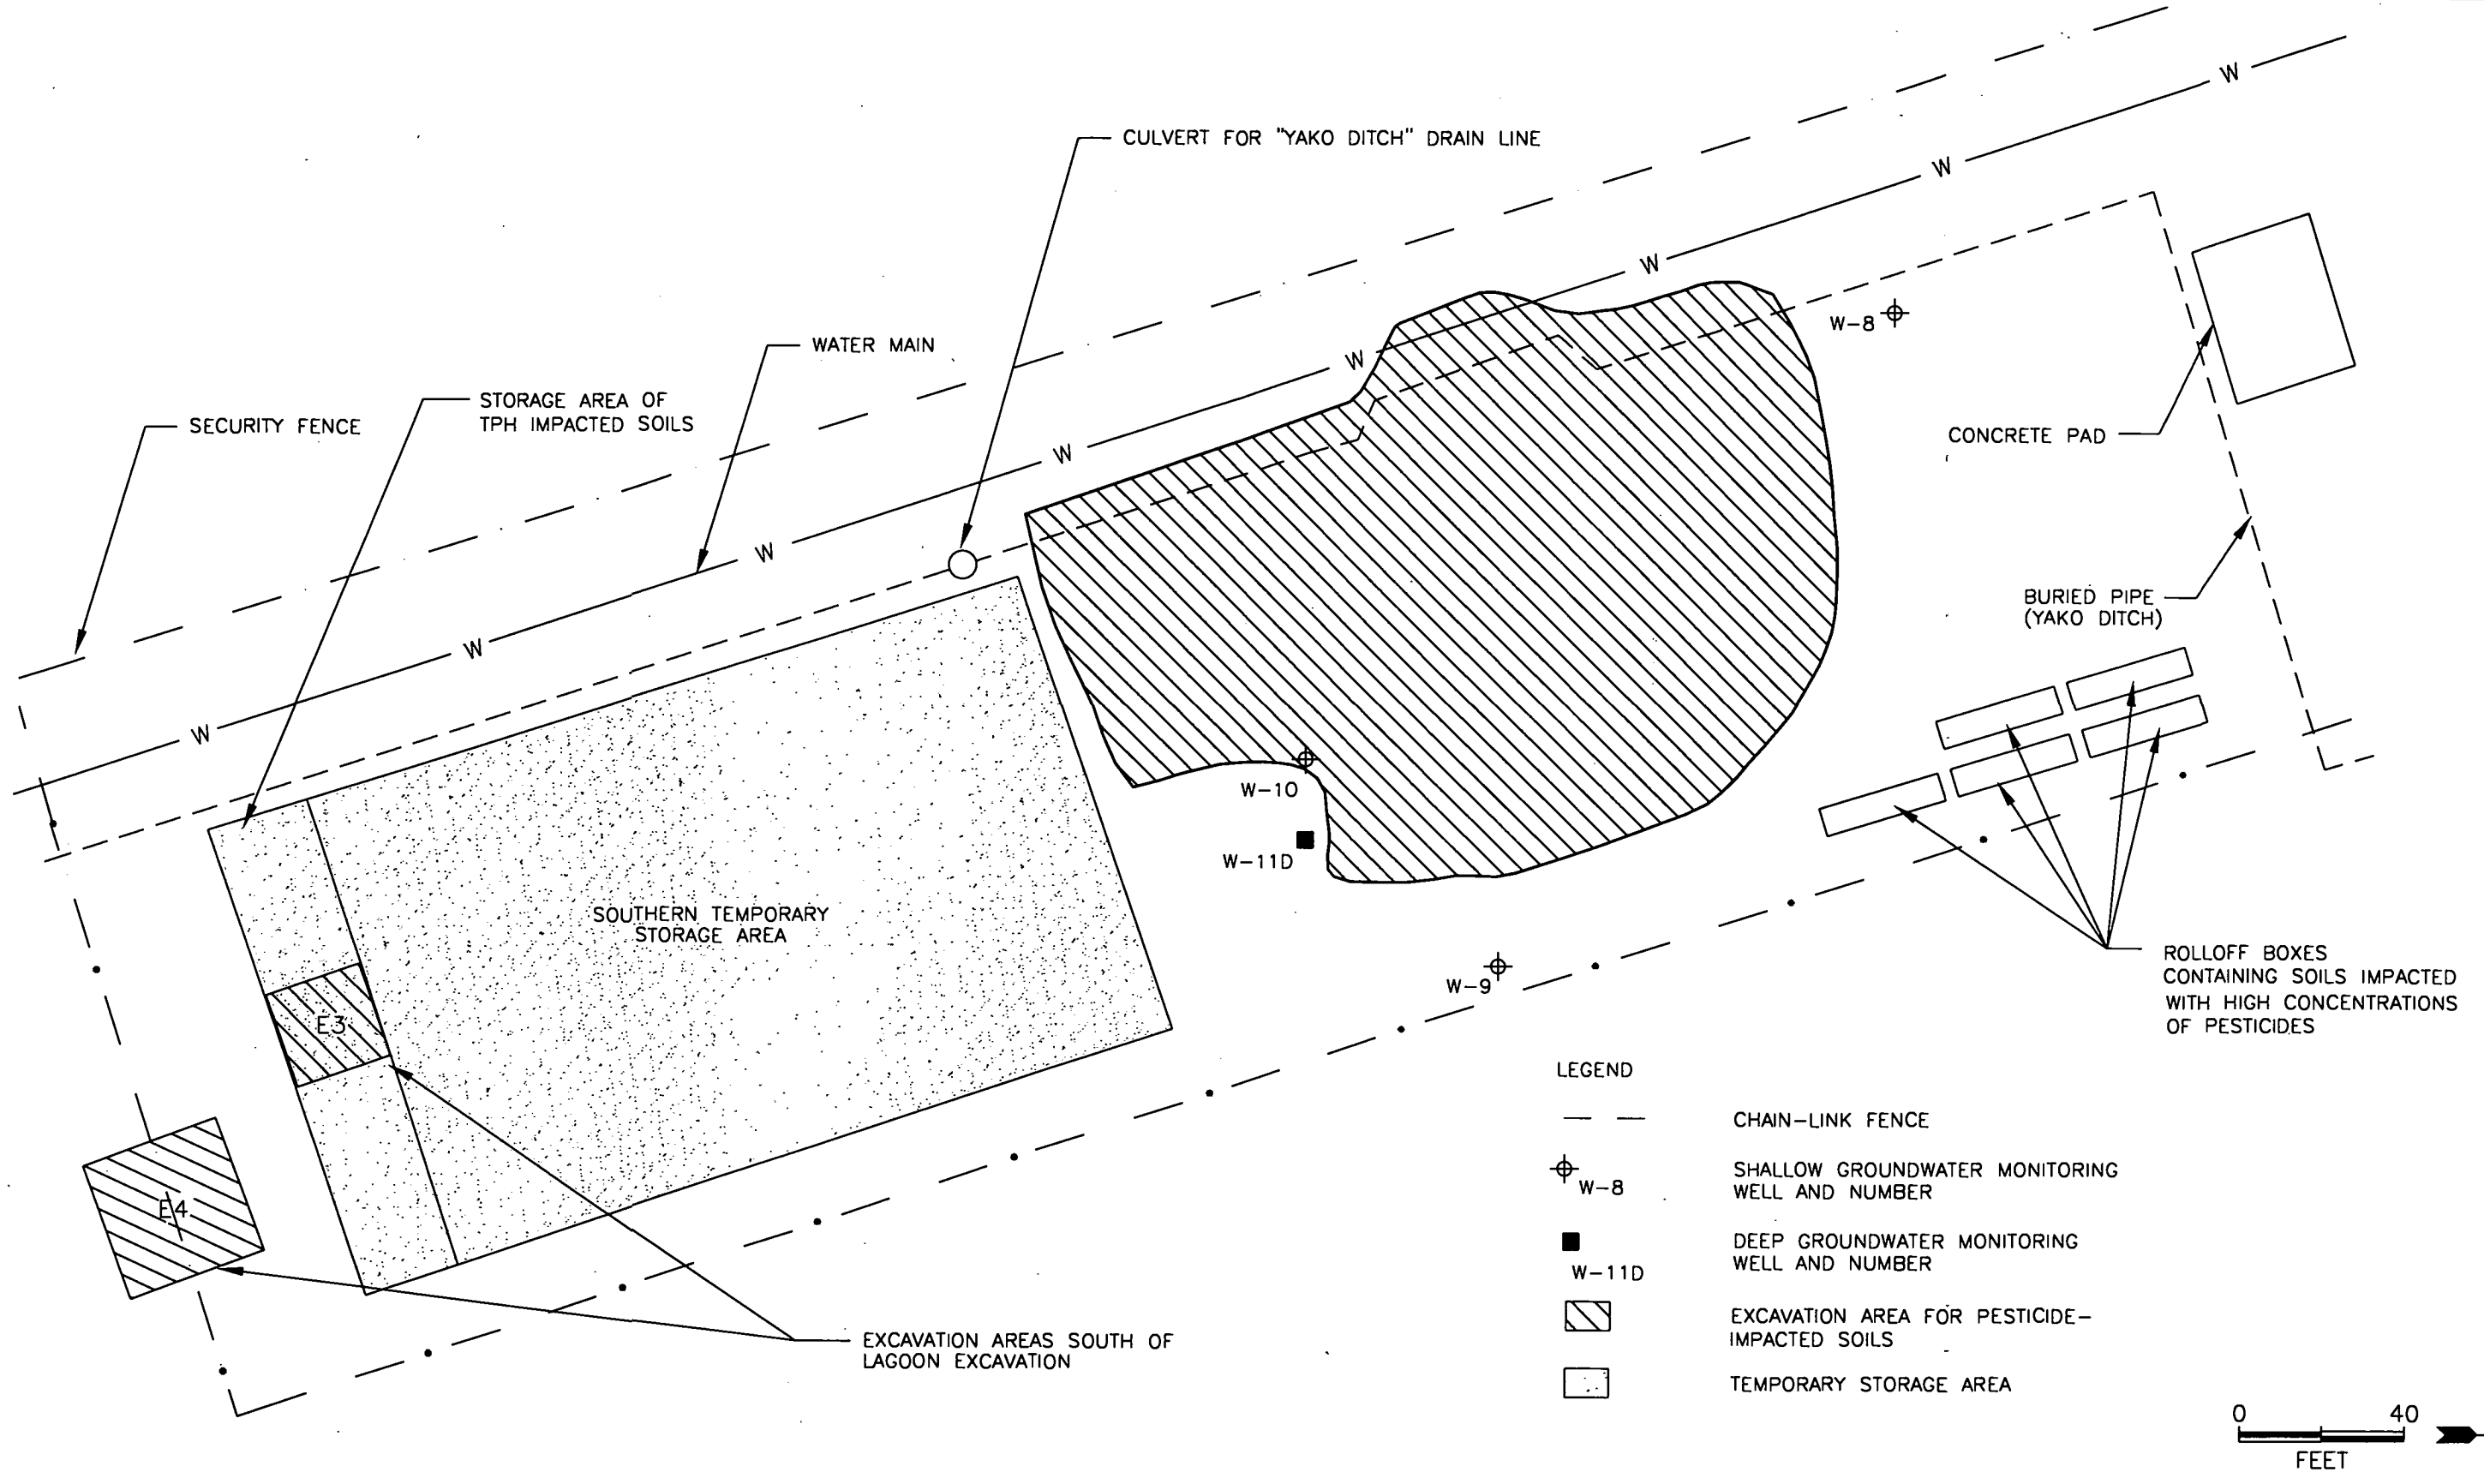 W
CULVERT FOR "YAKO DITCH" DRAIN LINE
W
W
W-8
WATER MAIN
W
STORAGE AREA OF
TPH IMPACTED SOILS
SECURITY FENCE
CONCRETE PAD
W
W
BURIED PIPE
(YAKO DITCH)
W
W
W-10
W-11D
SOUTHERN TEMPORARY
STORAGE AREA
W-9
ROLLOFF BOXES
CONTAINING SOILS IMPACTED
WITH HIGH CONCENTRATIONS
OF PESTICIDES
E3
E4
EXCAVATION AREAS SOUTH OF
LAGOON EXCAVATION
LEGEND
CHAIN-LINK FENCE
W-8
SHALLOW GROUNDWATER MONITORING
WELL AND NUMBER
W-11D
DEEP GROUNDWATER MONITORING
WELL AND NUMBER
EXCAVATION AREA FOR PESTICIDE-
IMPACTED SOILS
TEMPORARY STORAGE AREA
0 40
FEET